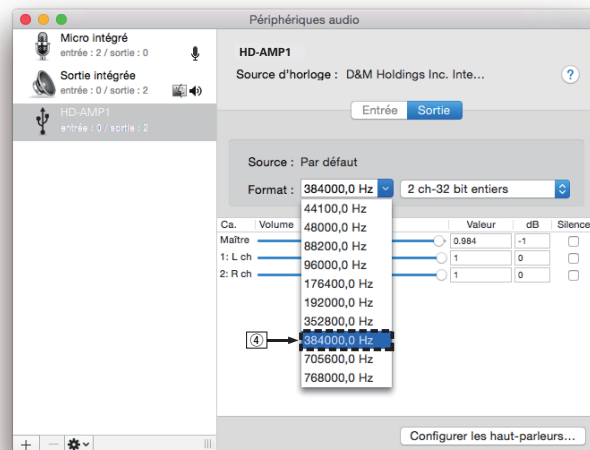 Périphériques audio
Micro intégré
entrée : 2 / sortie : 0
Sortie intégrée
entrée : 0 / sortie : 2
HD-AMP1
entrée : 0 / sortie : 2
HD-AMP1
Source d'horloge : D&M Holdings Inc. Inte...
?
Entrée Sortie
Source : Par défaut
Format : 384000,0 Hz 2 ch-32 bit entiers
44100,0 Hz
48000,0 Hz
88200,0 Hz
96000,0 Hz
176400,0 Hz
192000,0 Hz
352800,0 Hz
④ 384000,0 Hz
705600,0 Hz
768000,0 Hz
Ca. Volume Valeur dB Silence
Maître 0.984 -1
1: L ch 1 0
2: R ch 1 0
Configurer les haut-parleurs...